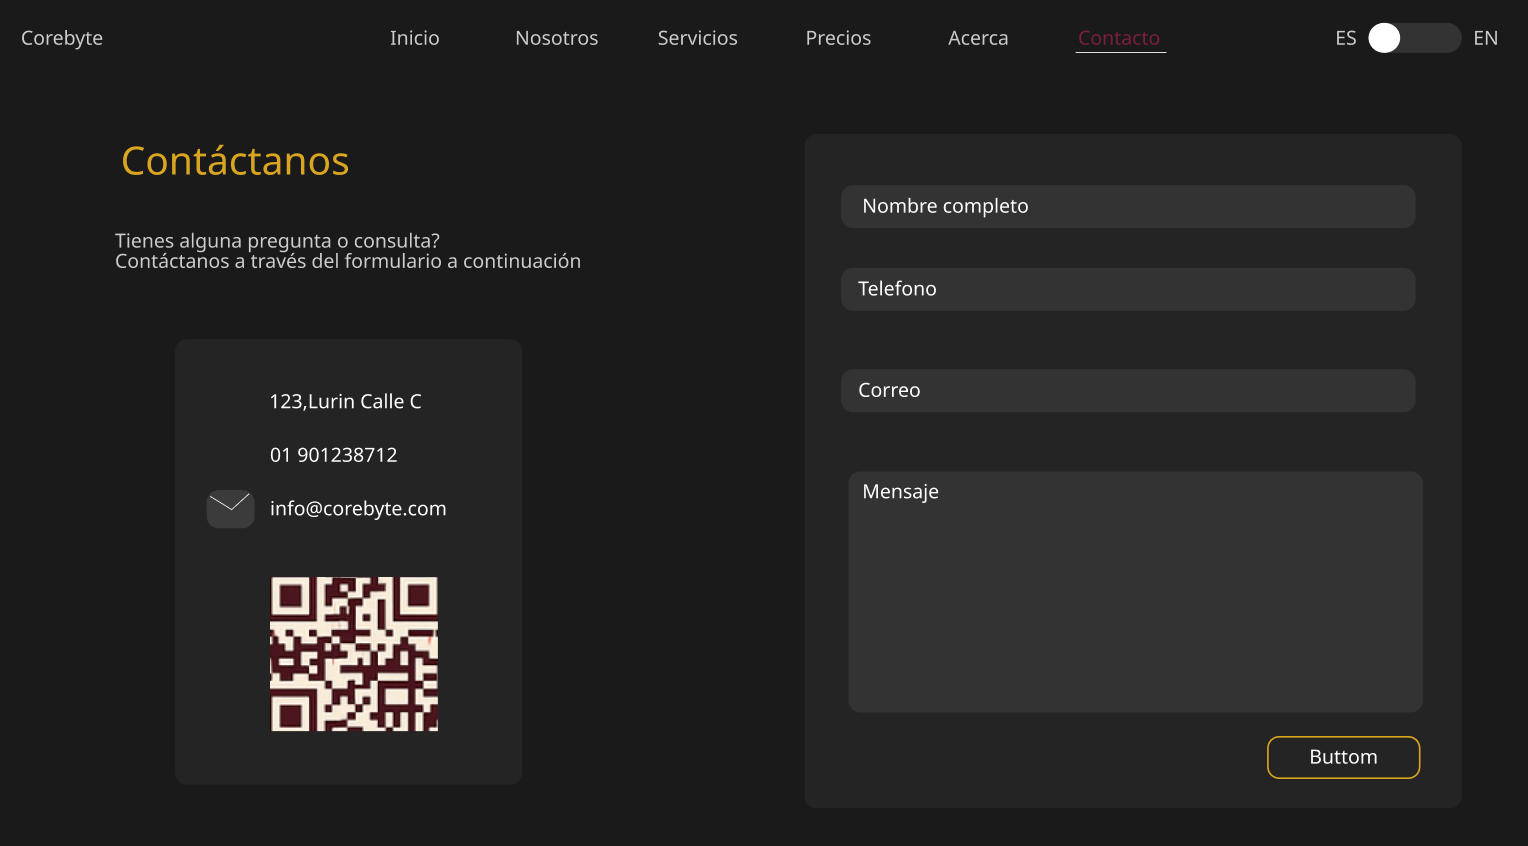 Corebyte
Inicio
Nosotros
Servicios
Precios
Acerca
Contacto
ES
EN
Contáctanos
Tienes alguna pregunta o consulta?
Contáctanos a través del formulario a continuación
123,Lurin Calle C
01 901238712
info@corebyte.com
Nombre completo
Telefono
Correo
Mensaje
Buttom